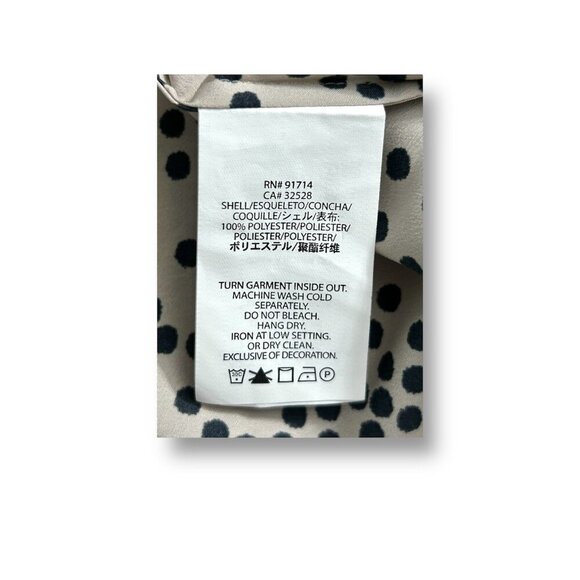 RN# 91714
CA# 32528
SHELL/ESQUELETO/CONCHA/
COQUILLE/シェル/表布:
100% POLYESTER/POLYESTER/
POLIESTER/POLYESTER/
ポリエステル/聚酯纤维
TURN GARMENT INSIDE OUT.
MACHINE WASH COLD
SEPARATELY.
DO NOT BLEACH.
HANG DRY.
IRON AT LOW SETTING.
OR DRY CLEAN.
EXCLUSIVE OF DECORATION.
P